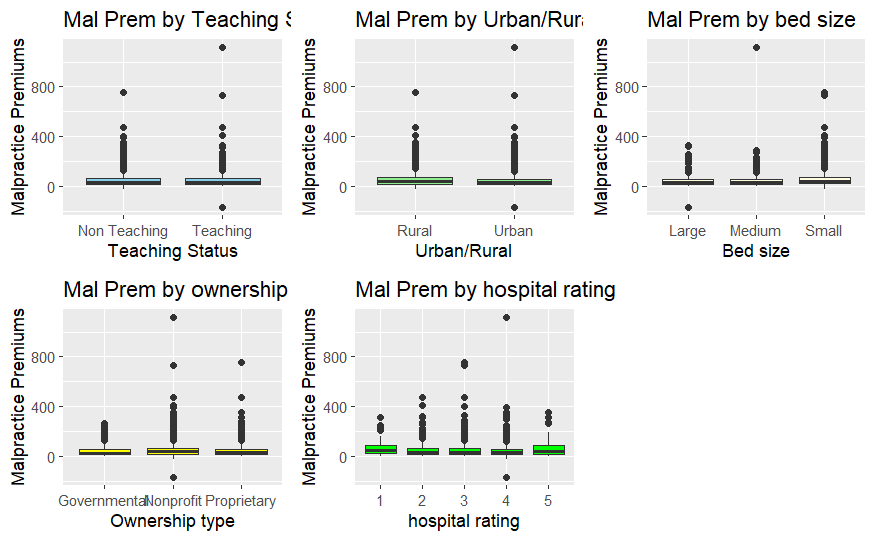 Mal Prem by Teaching S
Malpractice Premiums
800
400
0
Non Teaching Teaching
Teaching Status
Mal Prem by Urban/Rura
Malpractice Premiums
800
400
0
Rural Urban
Urban/Rural
Mal Prem by bed size
Malpractice Premiums
800
400
0
Large Medium Small
Bed size
Mal Prem by ownership
Malpractice Premiums
800
400
0
Governmental Nonprofit Proprietary
Ownership type
Mal Prem by hospital rating
Malpractice Premiums
800
400
0
1 2 3 4 5
hospital rating